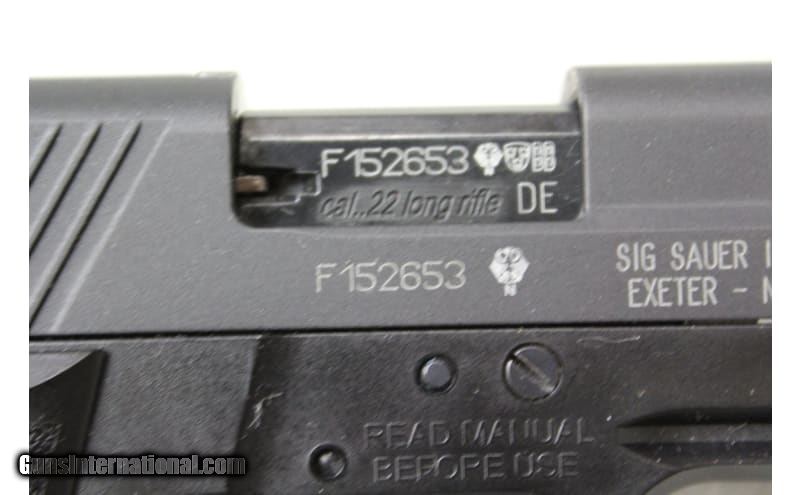 F152653
cal..22 long rifle DE
F152653
N
SIG SAUER
EXETER -
READ MANUAL
BEFORE USE
GunsInternational.com